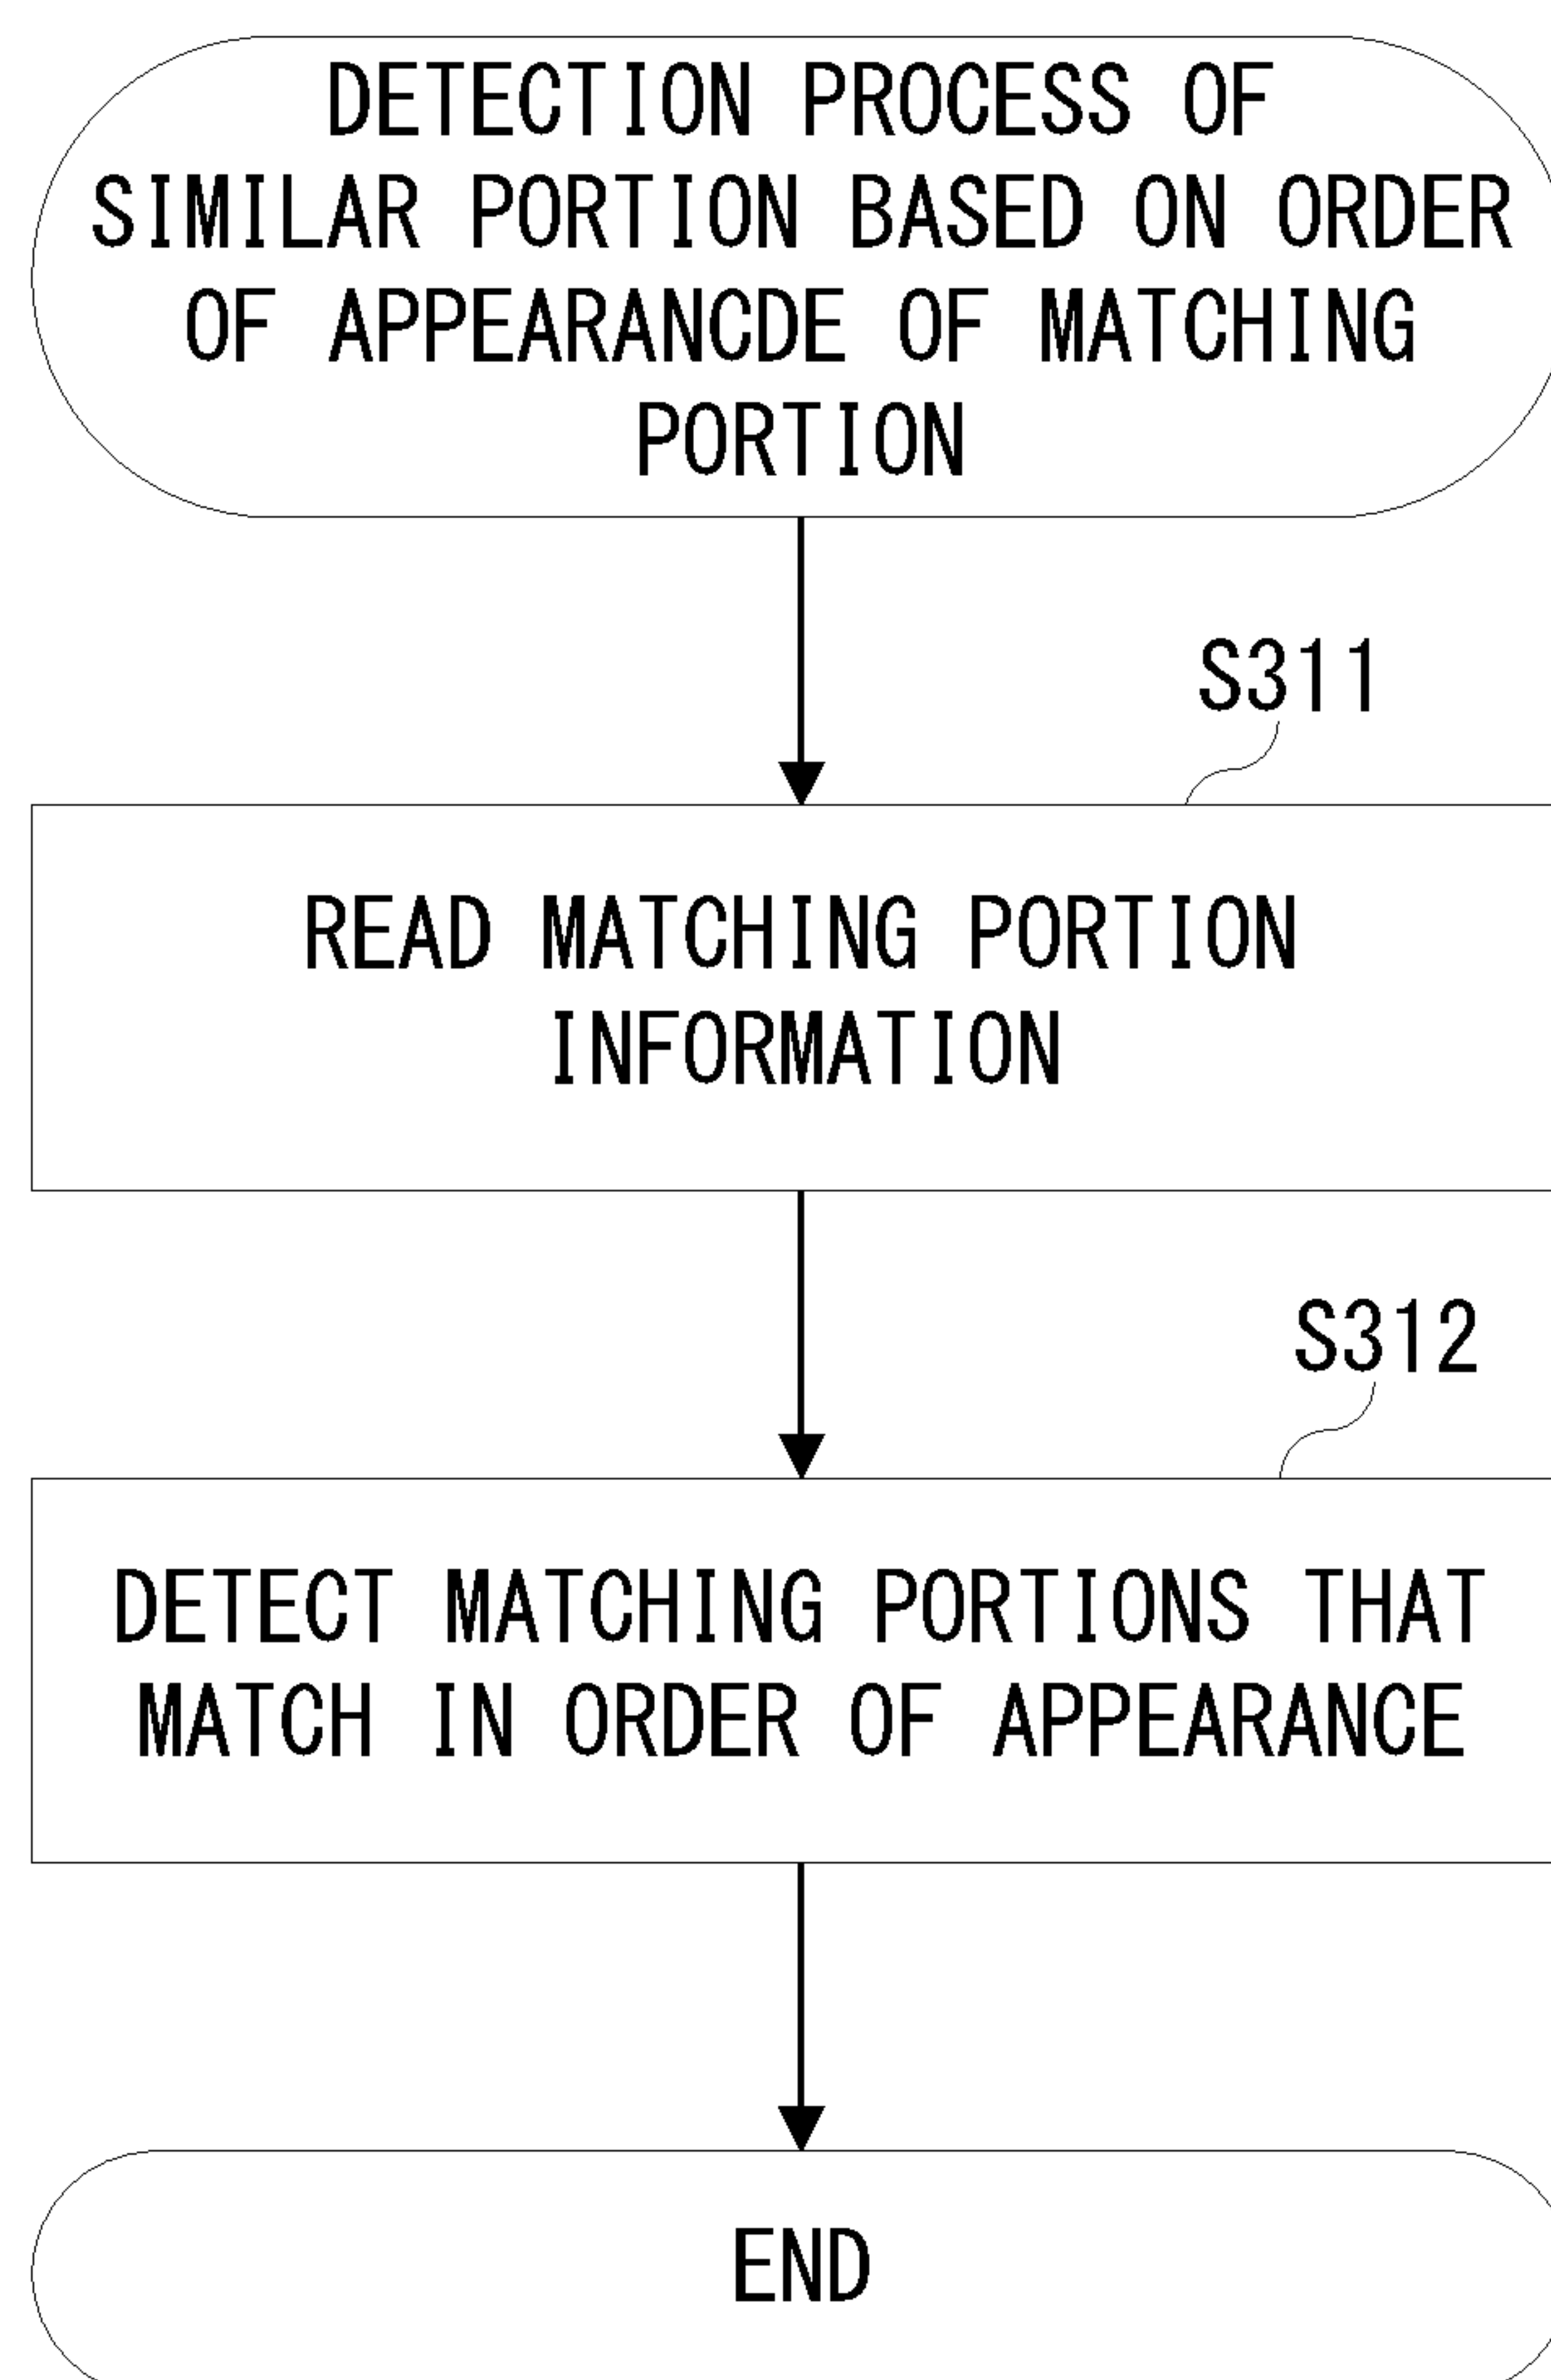 DETECTION PROCESS OF
SIMILAR PORTION BASED ON ORDER
OF APPEARANCDE OF MATCHING
PORTION
S311
READ MATCHING PORTION
INFORMATION
S312
DETECT MATCHING PORTIONS THAT
MATCH IN ORDER OF APPEARANCE
END